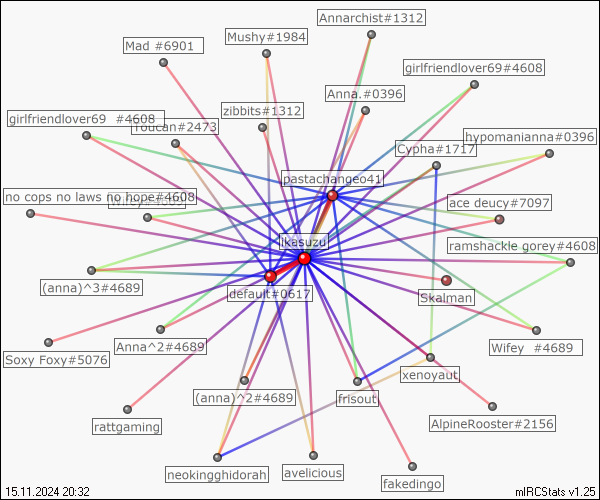 Annarchist#1312
Mushy#1984
Mad #6901
girlfriendlover69#4608
Anna.#0396
zibbits#1312
girlfriendlover69 #4608
Toucan#2473
hypomanianna#0396
Cypha#1717
pastachangeo41
no cops no laws no hope#4608
ace deucy#7097
ikasuzu
ramshackle gorey#4608
(anna)^3#4689
default#0617
Skalman
Anna^2#4689
Wifey #4689
Soxy Foxy#5076
xenoyaut
(anna)^2#4689
frisout
rattgaming
AlpineRooster#2156
neokingghidorah
avelicious
fakedingo
15.11.2024 20:32
mIRCStats v1.25